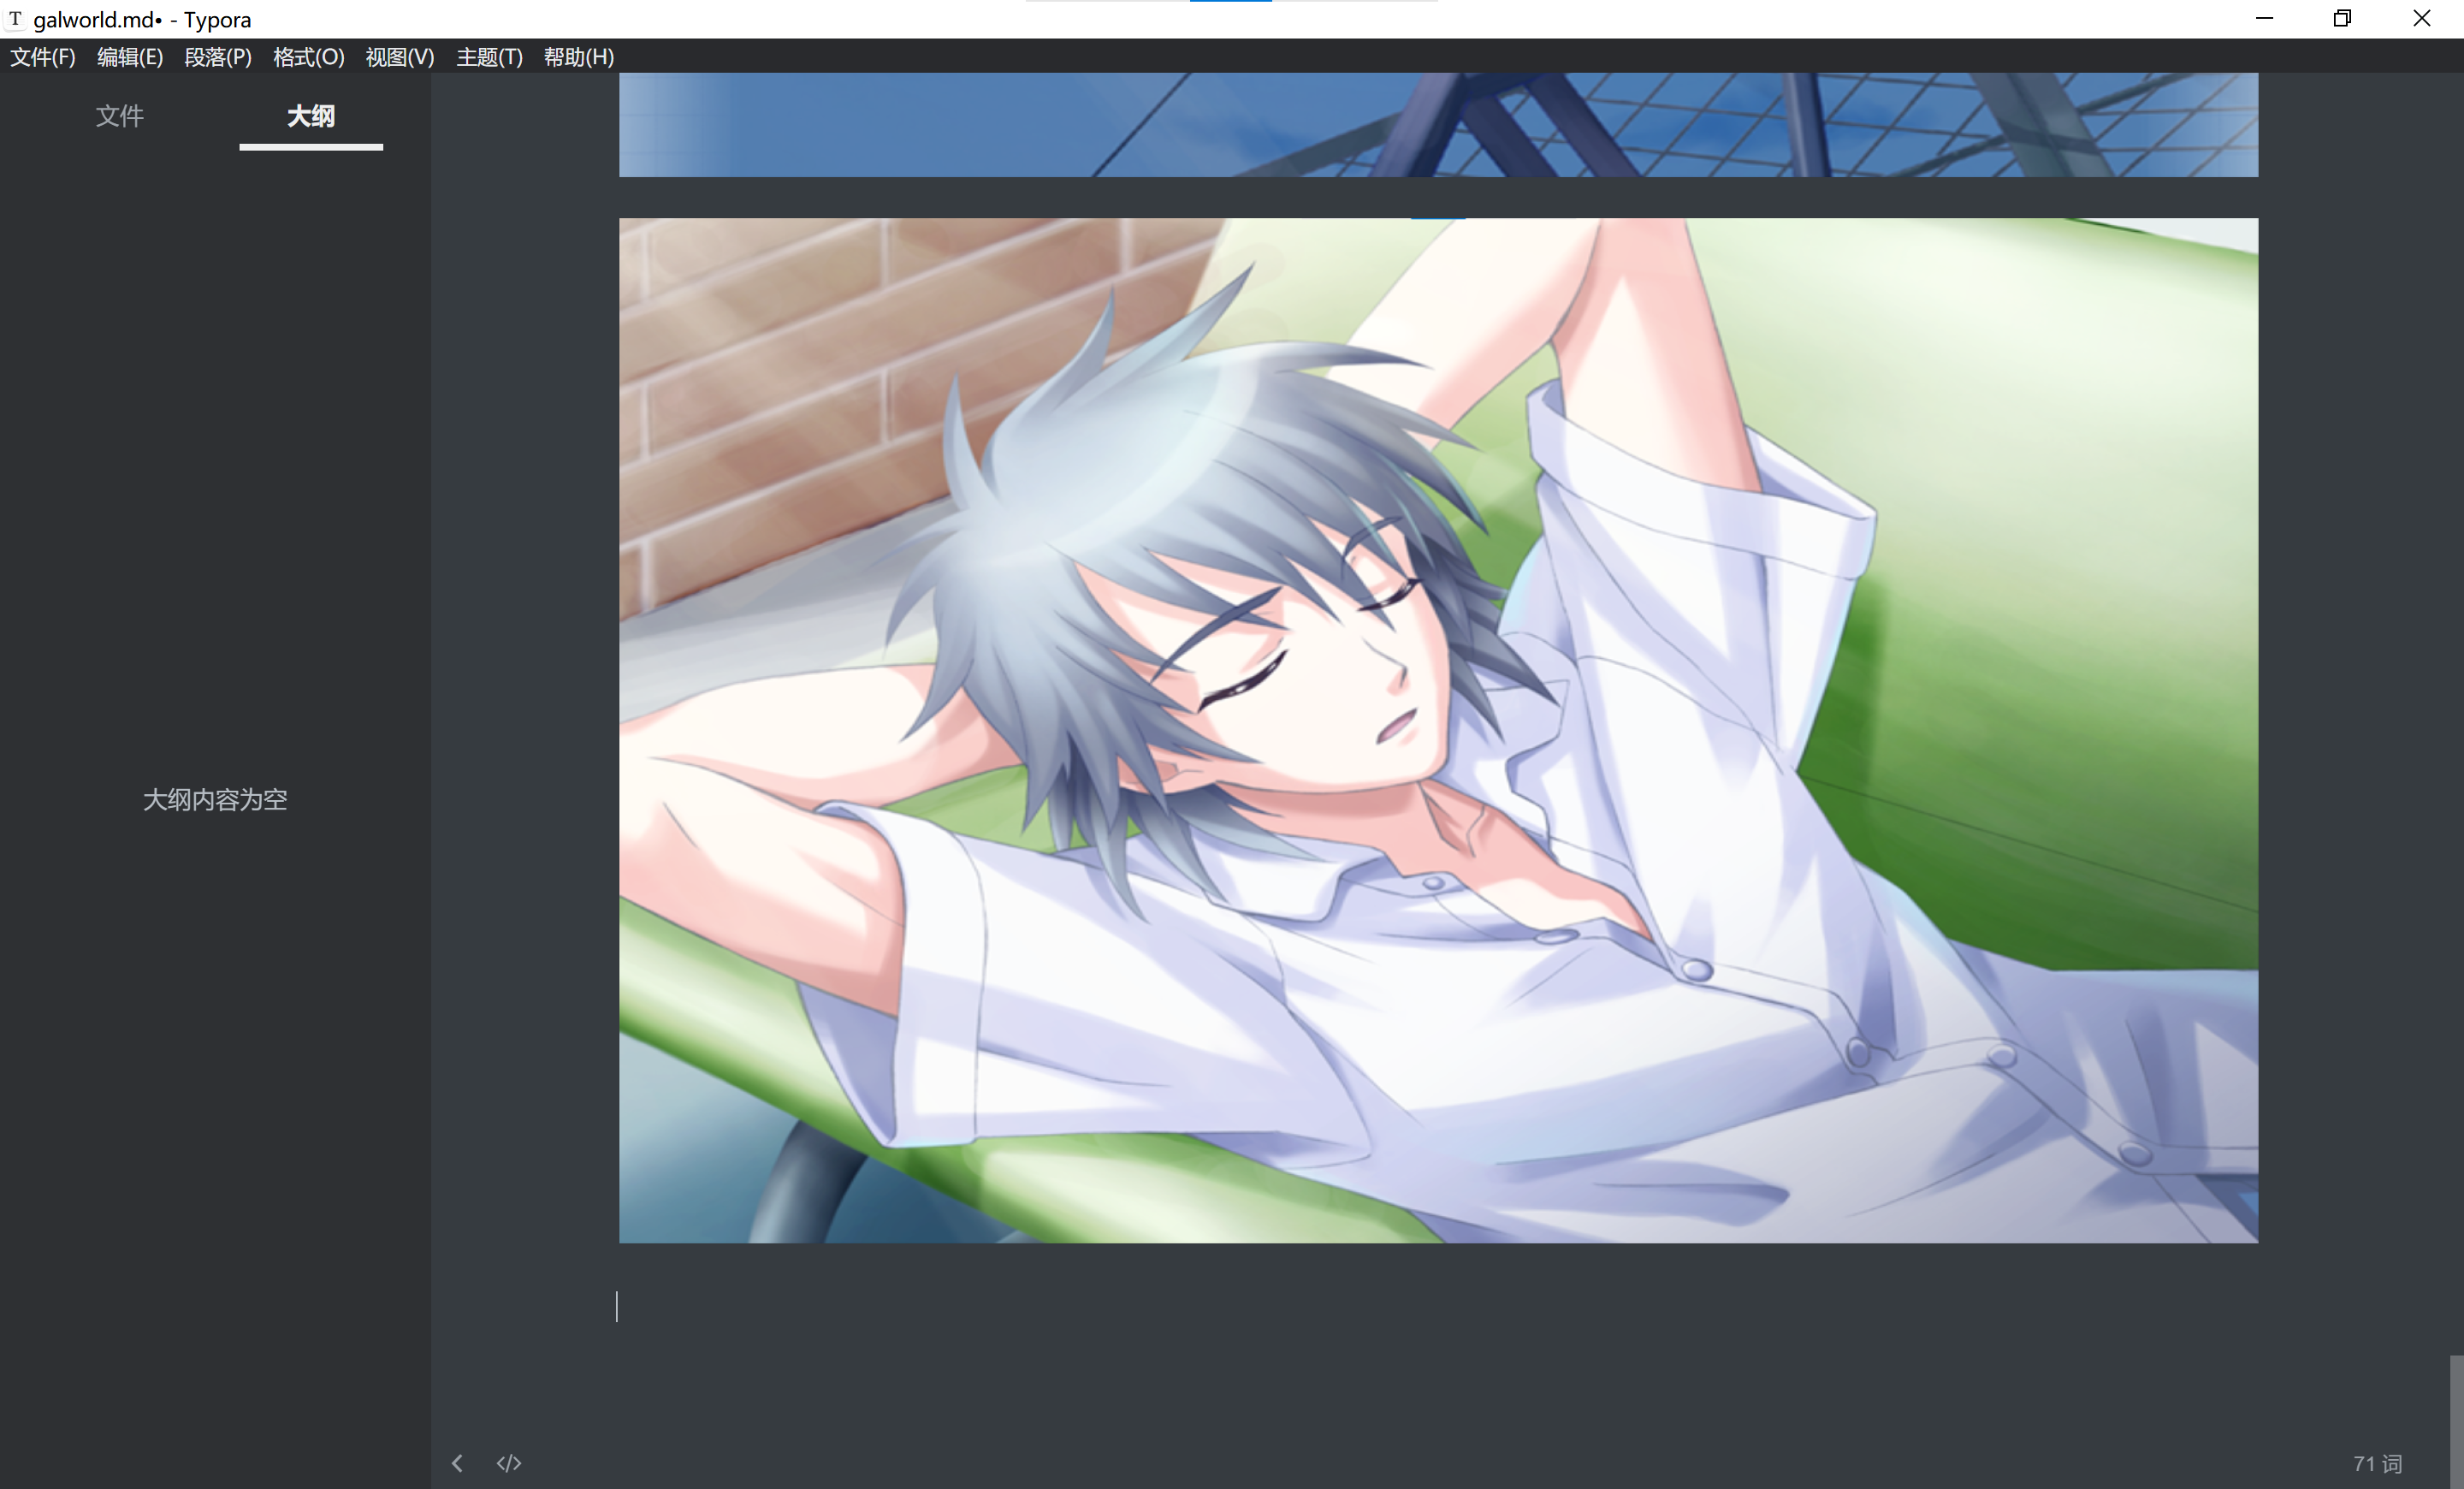 T galworld.md• - Typora
文件(F) 编辑(E) 段落(P) 格式(O) 视图(V) 主题(T) 帮助(H)
文件 大纲
大纲内容为空
71 词